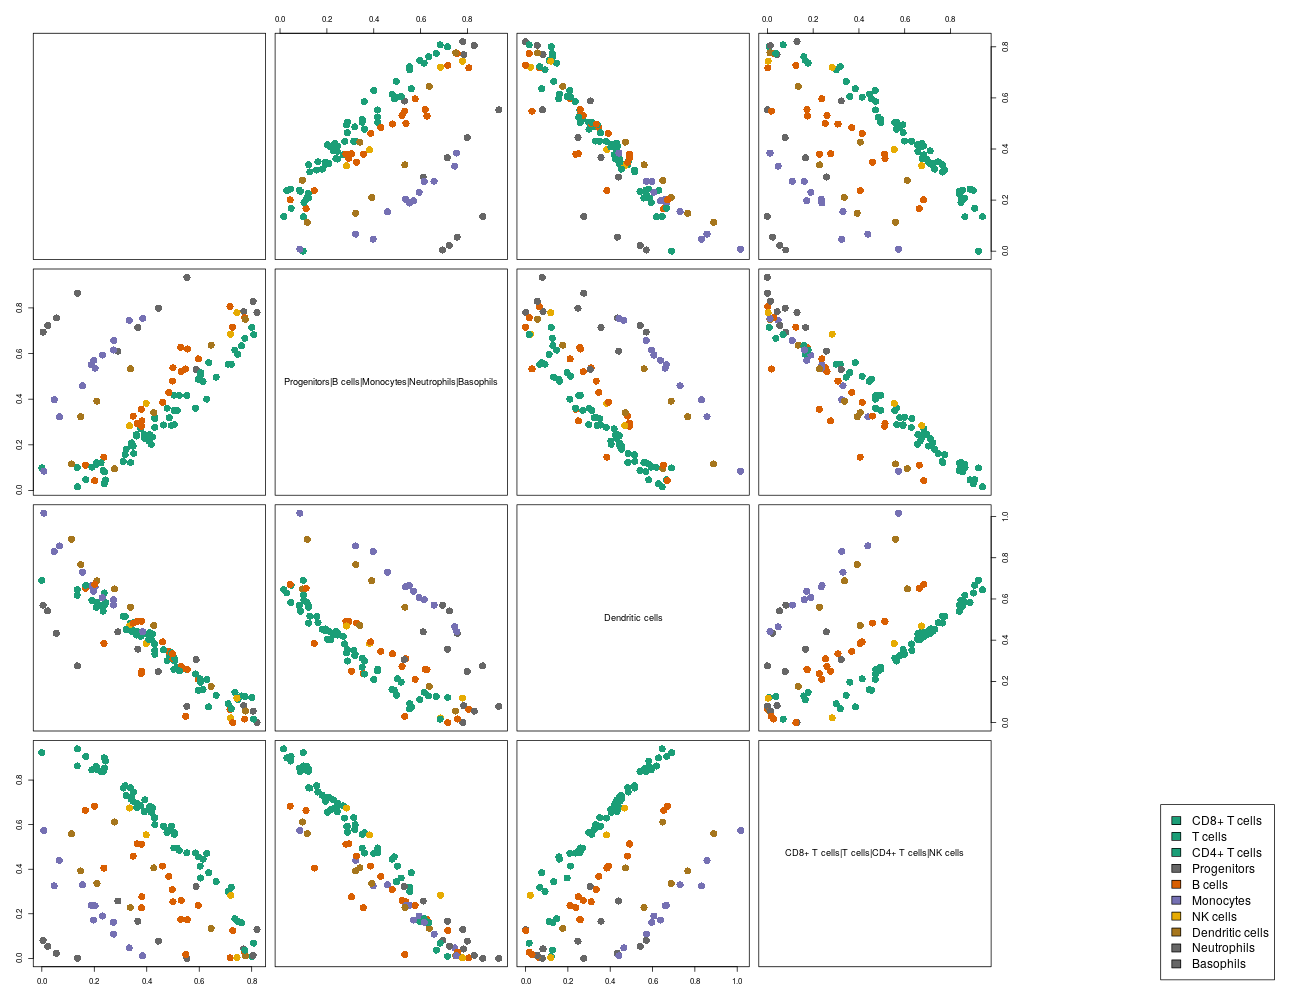 0.0 0.2 0.4 0.6 0.8
0.0 0.2 0.4 0.6 0.8
0.0 0.2 0.4 0.6 0.8
0.0 0.2 0.4 0.6 0.8
Progenitors|B cells|Monocytes|Neutrophils|Basophils
Dendritic cells
0.0 0.2 0.4 0.6 0.8 1.0
0.0 0.2 0.4 0.6 0.8
CD8+ T cells|T cells|CD4+ T cells|NK cells
0.0 0.2 0.4 0.6 0.8
0.0 0.2 0.4 0.6 0.8 1.0
CD8+ T cells
T cells
CD4+ T cells
Progenitors
B cells
Monocytes
NK cells
Dendritic cells
Neutrophils
Basophils